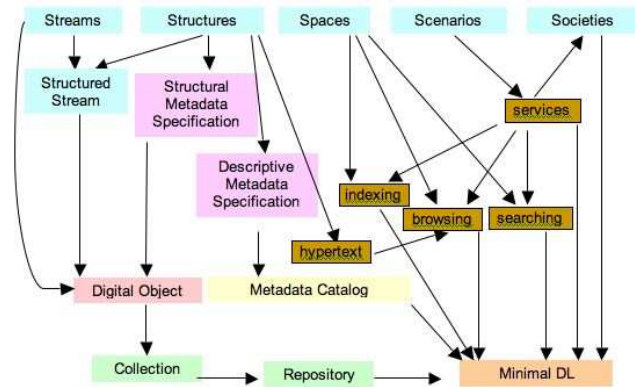 Streams
Structures
Spaces
Scenarios
Societies
Structured
Stream
Structural
Metadata
Specification
services
Descriptive
Metadata
Specification
indexing
browsing
searching
hypertext
Digital Object
Metadata Catalog
Collection
Repository
Minimal DL